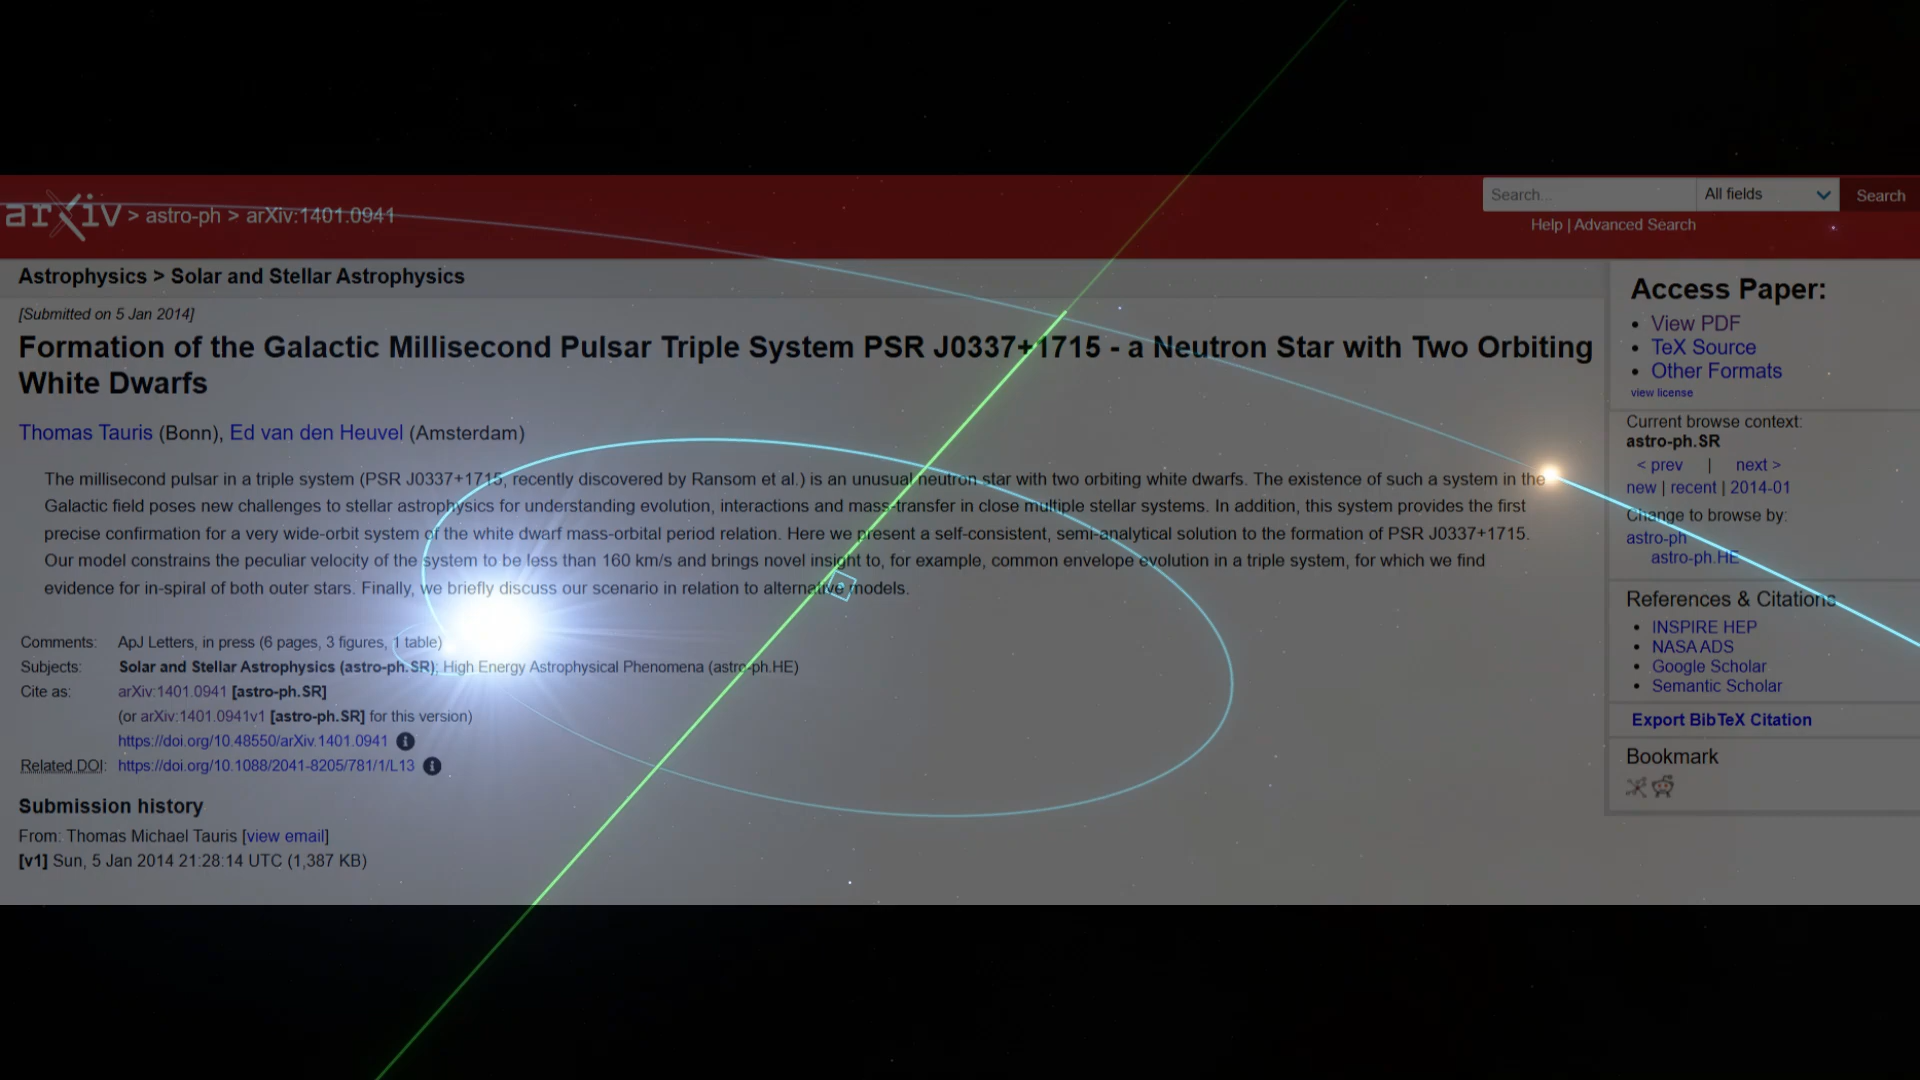 arXiv > astro-ph > arXiv:1401.0941
Search...
All fields
Search
Help | Advanced Search
Astrophysics > Solar and Stellar Astrophysics
[Submitted on 5 Jan 2014]
Formation of the Galactic Millisecond Pulsar Triple System PSR J0337+1715 - a Neutron Star with Two Orbiting
White Dwarfs
Thomas Tauris (Bonn), Ed van den Heuvel (Amsterdam)
The millisecond pulsar in a triple system (PSR J0337+1715, recently discovered by Ransom et al.) is an unusual neutron star with two orbiting white dwarfs. The existence of such a system in the
Galactic field poses new challenges to stellar astrophysics for understanding evolution, interactions and mass-transfer in close multiple stellar systems. In addition, this system provides the first
precise confirmation for a very wide-orbit system of the white dwarf mass-orbital period relation. Here we present a self-consistent, semi-analytical solution to the formation of PSR J0337+1715.
Our model constrains the peculiar velocity of the system to be less than 160 km/s and brings novel insight to, for example, common envelope evolution in a triple system, for which we find
evidence for in-spiral of both outer stars. Finally, we briefly discuss our scenario in relation to alternative models.
Comments: ApJ Letters, in press (6 pages, 3 figures, 1 table)
Subjects: Solar and Stellar Astrophysics (astro-ph.SR); High Energy Astrophysical Phenomena (astro-ph.HE)
Cite as: arXiv:1401.0941 [astro-ph.SR]
(or arXiv:1401.0941v1 [astro-ph.SR] for this version)
https://doi.org/10.48550/arXiv.1401.0941
Related DOI: https://doi.org/10.1088/2041-8205/781/1/L13
Submission history
From: Thomas Michael Tauris [view email]
[v1] Sun, 5 Jan 2014 21:28:14 UTC (1,387 KB)
Access Paper:
View PDF
TeX Source
Other Formats
view license
Current browse context:
astro-ph.SR
< prev | next >
new | recent | 2014-01
Change to browse by:
astro-ph
astro-ph.HE
References & Citations
INSPIRE HEP
NASA ADS
Google Scholar
Semantic Scholar
Export BibTeX Citation
Bookmark